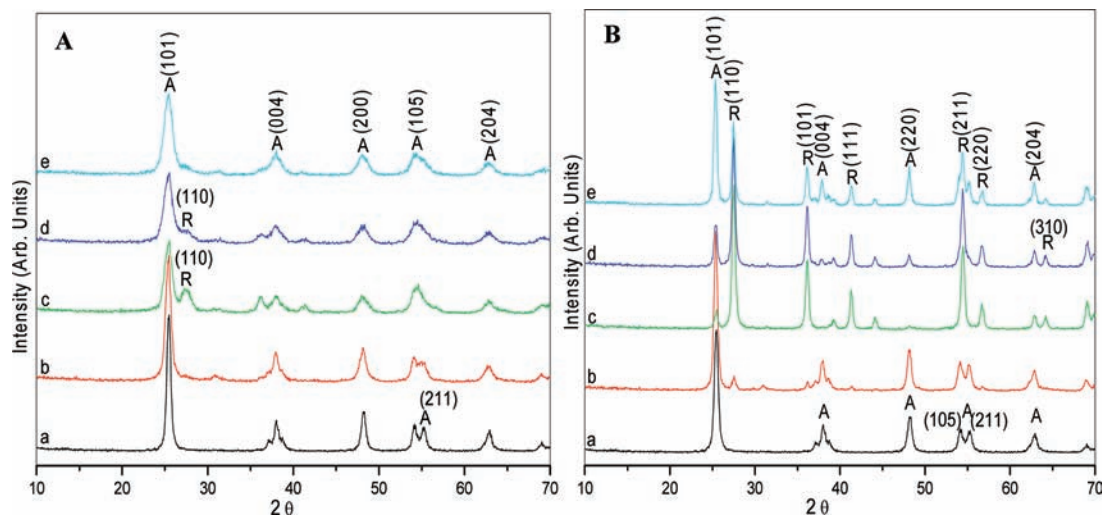 A
A(101)
A(004)
A(200)
A(105)
A(204)
e
(110)
R
d
(110)
R
c
b
(211)
A
a
Intensity (Arb. Units)
10 20 30 40 50 60 70
2 θ
B
A(101)
R(110)
R(101)
A(004)
R(111)
A(220)
R(211)
R(220)
A(204)
e
(310)
R
d
c
b
A
A
A
A
(105)
(211)
a
Intensity (Arb. Units)
10 20 30 40 50 60 70
2 θ